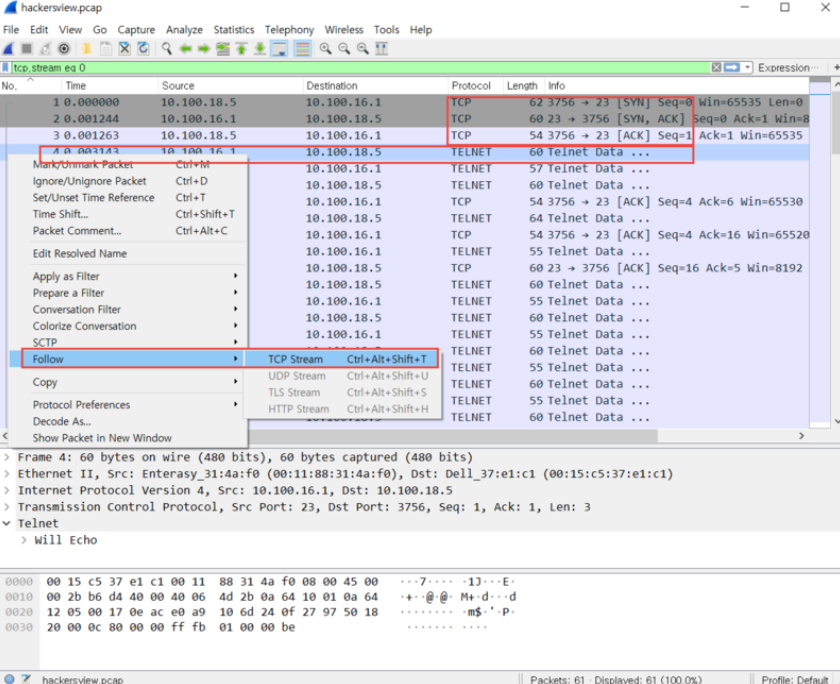 hackersview.pcap
File Edit View Go Capture Analyze Statistics Telephony Wireless Tools Help
tcp.stream eq 0 Expression…
No. Time Source Destination Protocol Length Info
1 0.000000 10.100.18.5 10.100.16.1 TCP 62 3756 → 23 [SYN] Seq=0 Win=65535 Len=0
2 0.001244 10.100.16.1 10.100.18.5 TCP 60 23 → 3756 [SYN, ACK] Seq=0 Ack=1 Win=8
3 0.001263 10.100.18.5 10.100.16.1 TCP 54 3756 → 23 [ACK] Seq=1 Ack=1 Win=65535
4 0.003143 10.100.16.1 10.100.18.5 TELNET 60 Telnet Data ...
10.100.16.1 TELNET 57 Telnet Data ...
10.100.18.5 TELNET 60 Telnet Data ...
10.100.16.1 TCP 54 3756 → 23 [ACK] Seq=4 Ack=6 Win=65530
10.100.18.5 TELNET 64 Telnet Data ...
10.100.16.1 TCP 54 3756 → 23 [ACK] Seq=4 Ack=16 Win=65520
10.100.16.1 TELNET 55 Telnet Data ...
10.100.18.5 TCP 60 23 → 3756 [ACK] Seq=16 Ack=5 Win=8192
10.100.18.5 TELNET 60 Telnet Data ...
10.100.16.1 TELNET 55 Telnet Data ...
10.100.18.5 TELNET 60 Telnet Data ...
10.100.16.1 TELNET 55 Telnet Data ...
TELNET 60 Telnet Data ...
TELNET 55 Telnet Data ...
TELNET 60 Telnet Data ...
TELNET 55 Telnet Data ...
TELNET 60 Telnet Data ...
Mark/Unmark Packet Ctrl+M
Ignore/Unignore Packet Ctrl+D
Set/Unset Time Reference Ctrl+T
Time Shift... Ctrl+Shift+T
Packet Comment... Ctrl+Alt+C
Edit Resolved Name
Apply as Filter
Prepare a Filter
Conversation Filter
Colorize Conversation
SCTP
Follow
Copy
Protocol Preferences
Decode As...
Show Packet in New Window
TCP Stream Ctrl+Alt+Shift+T
UDP Stream Ctrl+Alt+Shift+U
TLS Stream Ctrl+Alt+Shift+S
HTTP Stream Ctrl+Alt+Shift+H
Frame 4: 60 bytes on wire (480 bits), 60 bytes captured (480 bits)
Ethernet II, Src: Enterasy_31:4a:f0 (00:11:88:31:4a:f0), Dst: Dell_37:e1:c1 (00:15:c5:37:e1:c1)
Internet Protocol Version 4, Src: 10.100.16.1, Dst: 10.100.18.5
Transmission Control Protocol, Src Port: 23, Dst Port: 3756, Seq: 1, Ack: 1, Len: 3
Telnet
Will Echo
0000 00 15 c5 37 e1 c1 00 11 88 31 4a f0 08 00 45 00 ···7···· ·1J···E·
0010 00 2b b6 d4 40 00 40 06 4d 2b 0a 64 10 01 0a 64 ·+··@·@· M+·d···d
0020 12 05 00 17 0e ac e0 a9 10 6d 24 0f 27 97 50 18 ········ ·m$·'·P·
0030 20 00 0c 80 00 00 ff fb 01 00 00 be ······· ····
hackersview.pcap Packets: 61 · Displayed: 61 (100.0%) Profile: Default